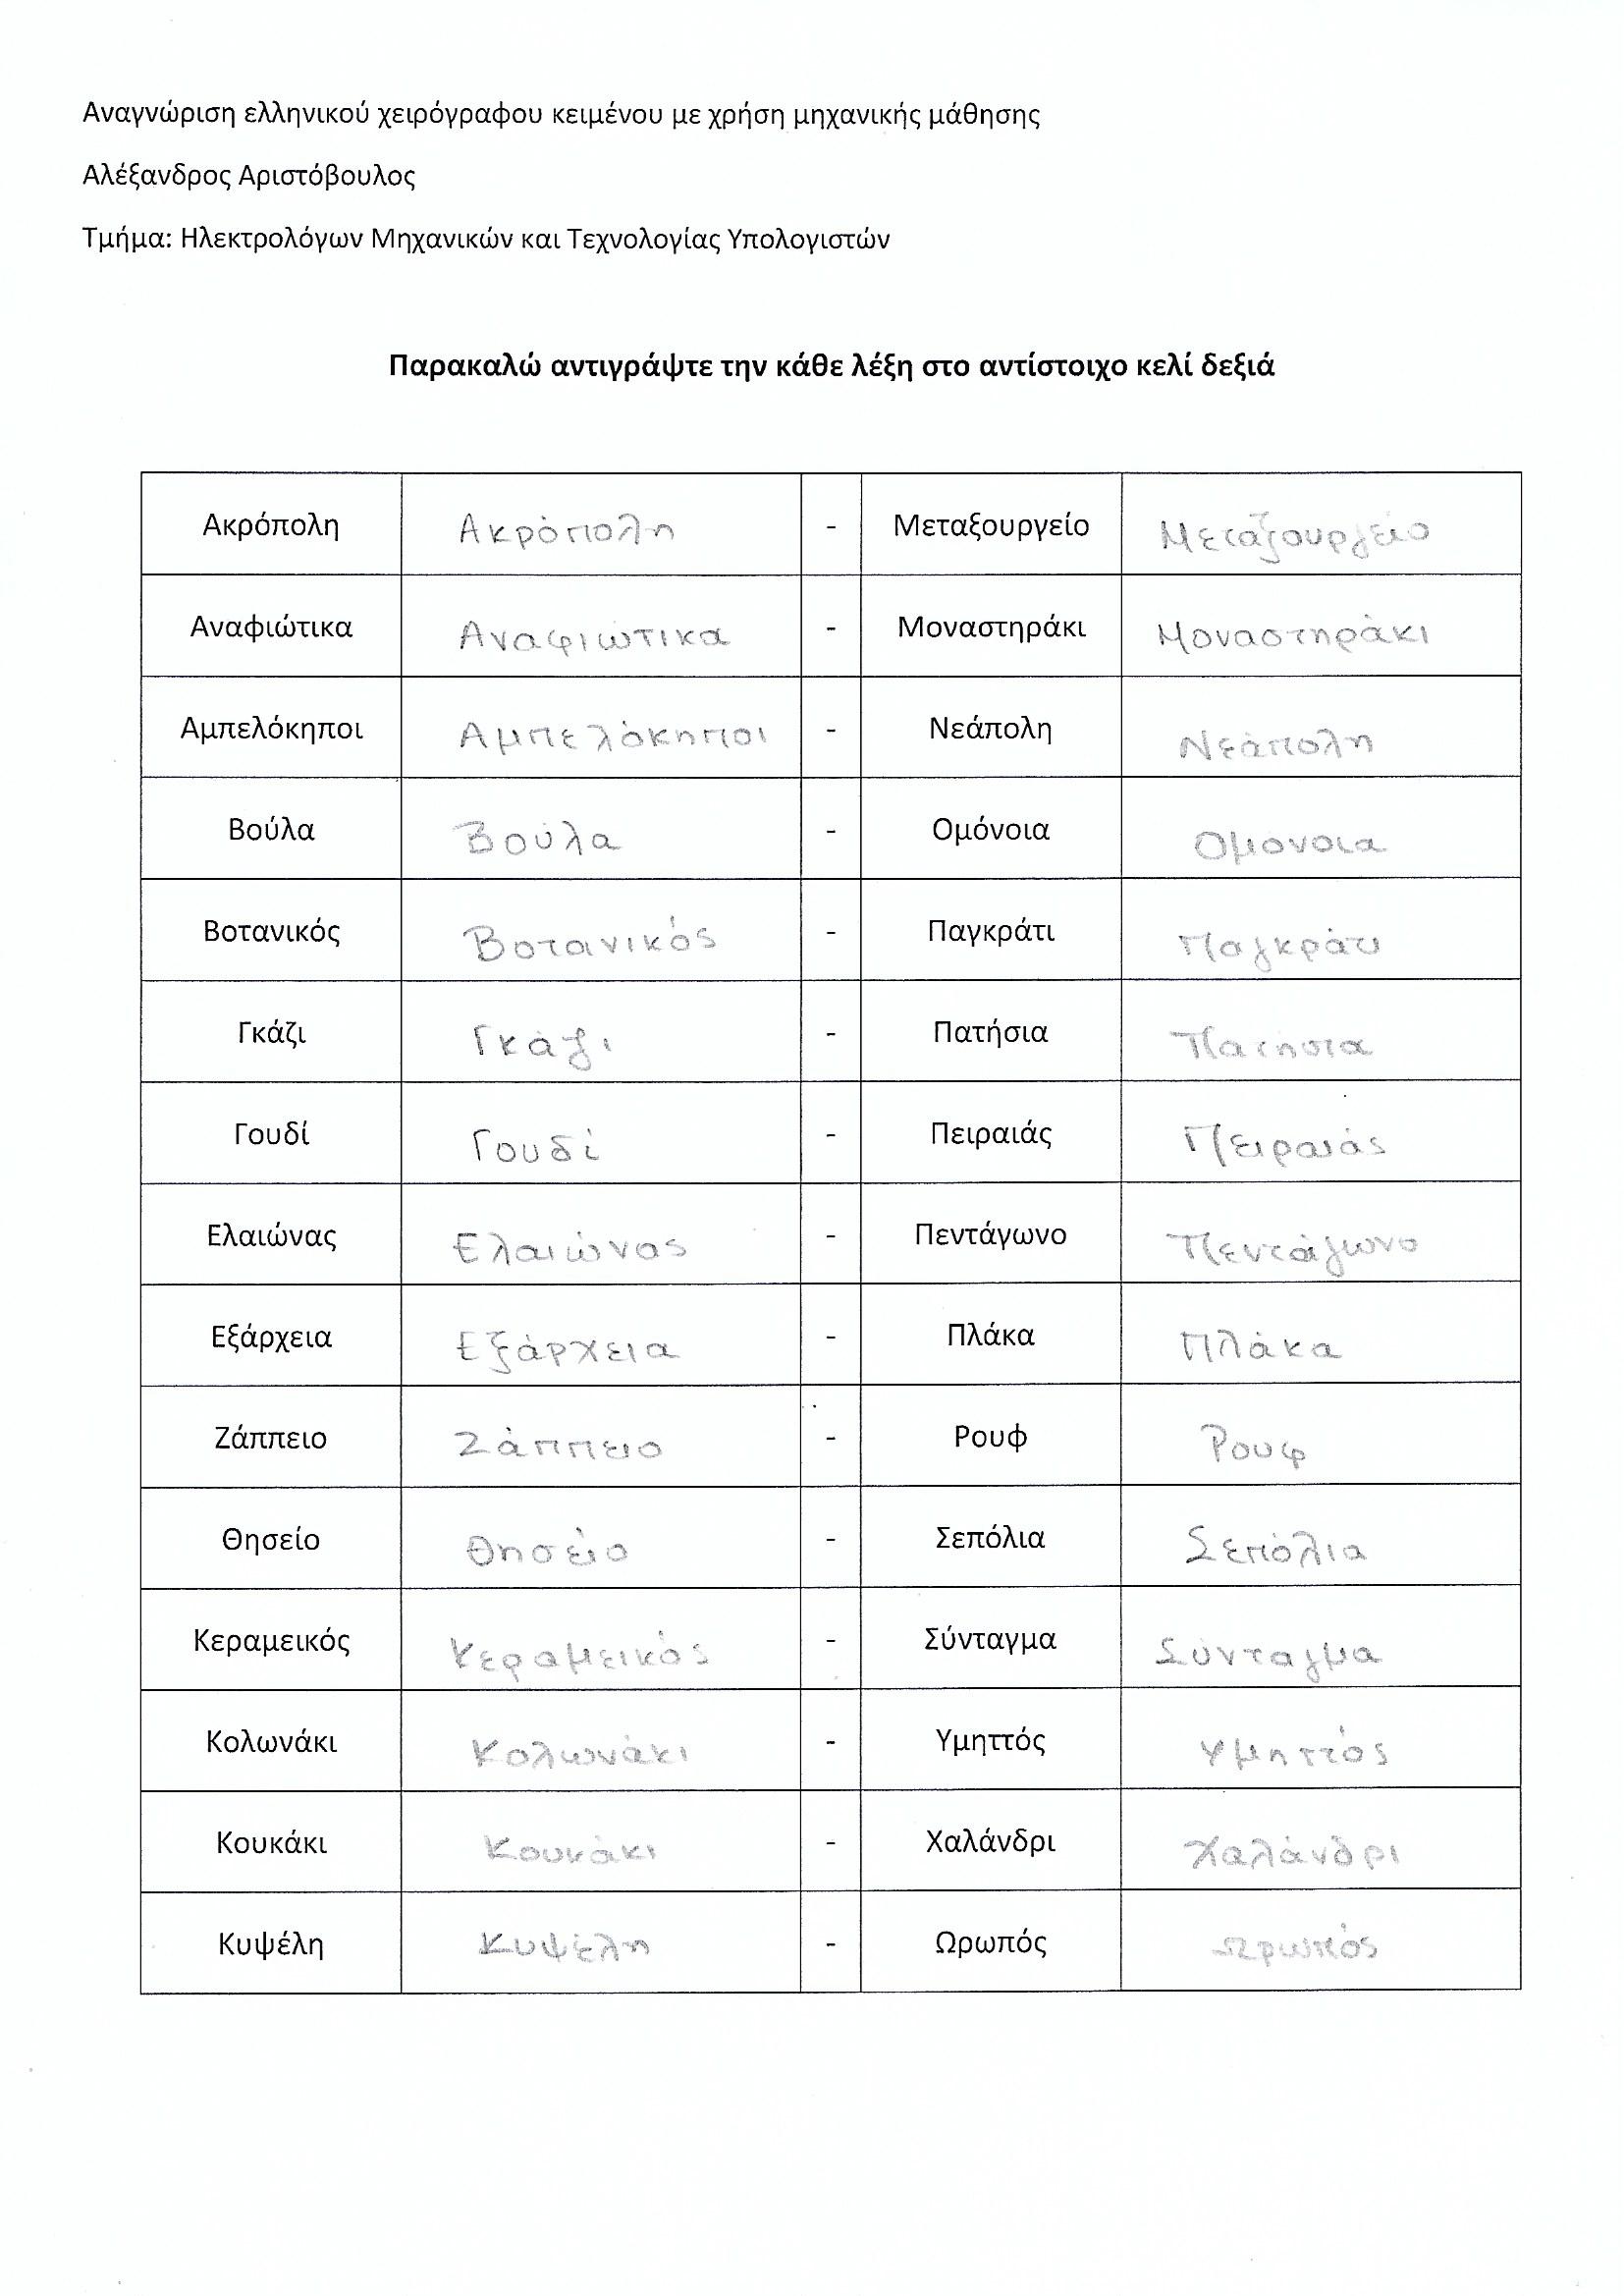 Αναγνώριση ελληνικού χειρόγραφου κειμένου με χρήση μηχανικής μάθησης
Αλέξανδρος Αριστόβουλος
Τμήμα: Ηλεκτρολόγων Μηχανικών και Τεχνολογίας Υπολογιστών
Παρακαλώ αντιγράψτε την κάθε λέξη στο αντίστοιχο κελί δεξιά
Ακρόπολη Ακρόπολη - Μεταξουργείο Μεταξουργείο
Αναφιώτικα Αναφιώτικα - Μοναστηράκι Μοναστηράκι
Αμπελόκηποι Αμπελόκηποι - Νεάπολη Νεάπολη
Βούλα Βούλα - Ομόνοια Ομονοια
Βοτανικός Βοτανικός - Παγκράτι Παγκράτι
Γκάζι Γκάζι - Πατήσια Πατήσια
Γουδί Γουδί - Πειραιάς Πειραιάς
Ελαιώνας Ελαιώνας - Πεντάγωνο Πεντάγωνο
Εξάρχεια Εξάρχεια - Πλάκα Πλάκα
Ζάππειο Ζάππειο - Ρουφ Ρουφ
Θησείο Θησείο - Σεπόλια Σεπόλια
Κεραμεικός Κεραμεικός - Σύνταγμα Σύνταγμα
Κολωνάκι Κολωνάκι - Υμηττός Υμηττός
Κουκάκι Κουκάκι - Χαλάνδρι Χαλάνδρι
Κυψέλη Κυψέλη - Ωρωπός Ωρωπός